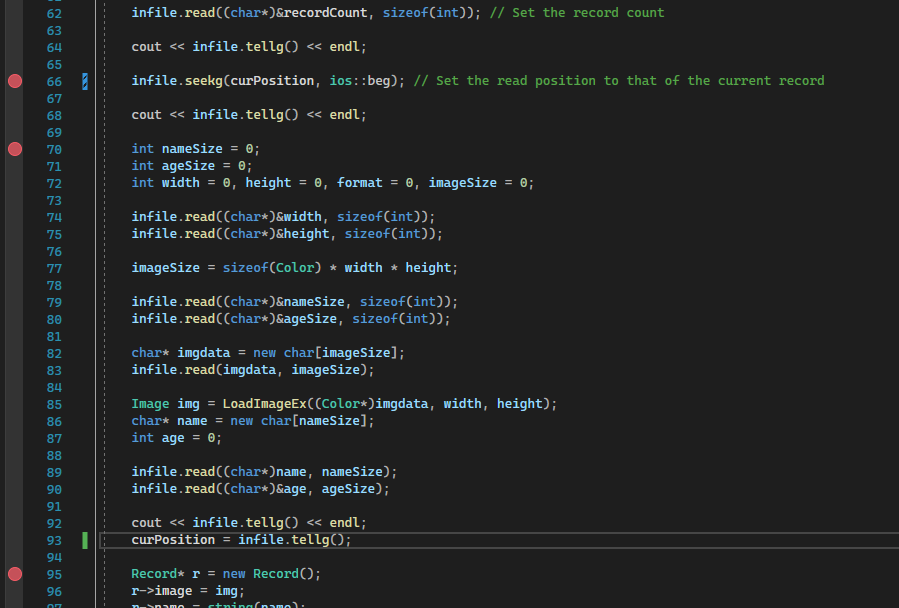 62 infile.read((char*)&recordCount, sizeof(int)); // Set the record count
63
64 cout << infile.tellg() << endl;
65
66 infile.seekg(curPosition, ios::beg); // Set the read position to that of the current record
67
68 cout << infile.tellg() << endl;
69
70 int nameSize = 0;
71 int ageSize = 0;
72 int width = 0, height = 0, format = 0, imageSize = 0;
73
74 infile.read((char*)&width, sizeof(int));
75 infile.read((char*)&height, sizeof(int));
76
77 imageSize = sizeof(Color) * width * height;
78
79 infile.read((char*)&nameSize, sizeof(int));
80 infile.read((char*)&ageSize, sizeof(int));
81
82 char* imgdata = new char[imageSize];
83 infile.read(imgdata, imageSize);
84
85 Image img = LoadImageEx((Color*)imgdata, width, height);
86 char* name = new char[nameSize];
87 int age = 0;
88
89 infile.read((char*)name, nameSize);
90 infile.read((char*)&age, ageSize);
91
92 cout << infile.tellg() << endl;
93 curPosition = infile.tellg();
94
95 Record* r = new Record();
96 r->image = img;
97 r->name = string(name);